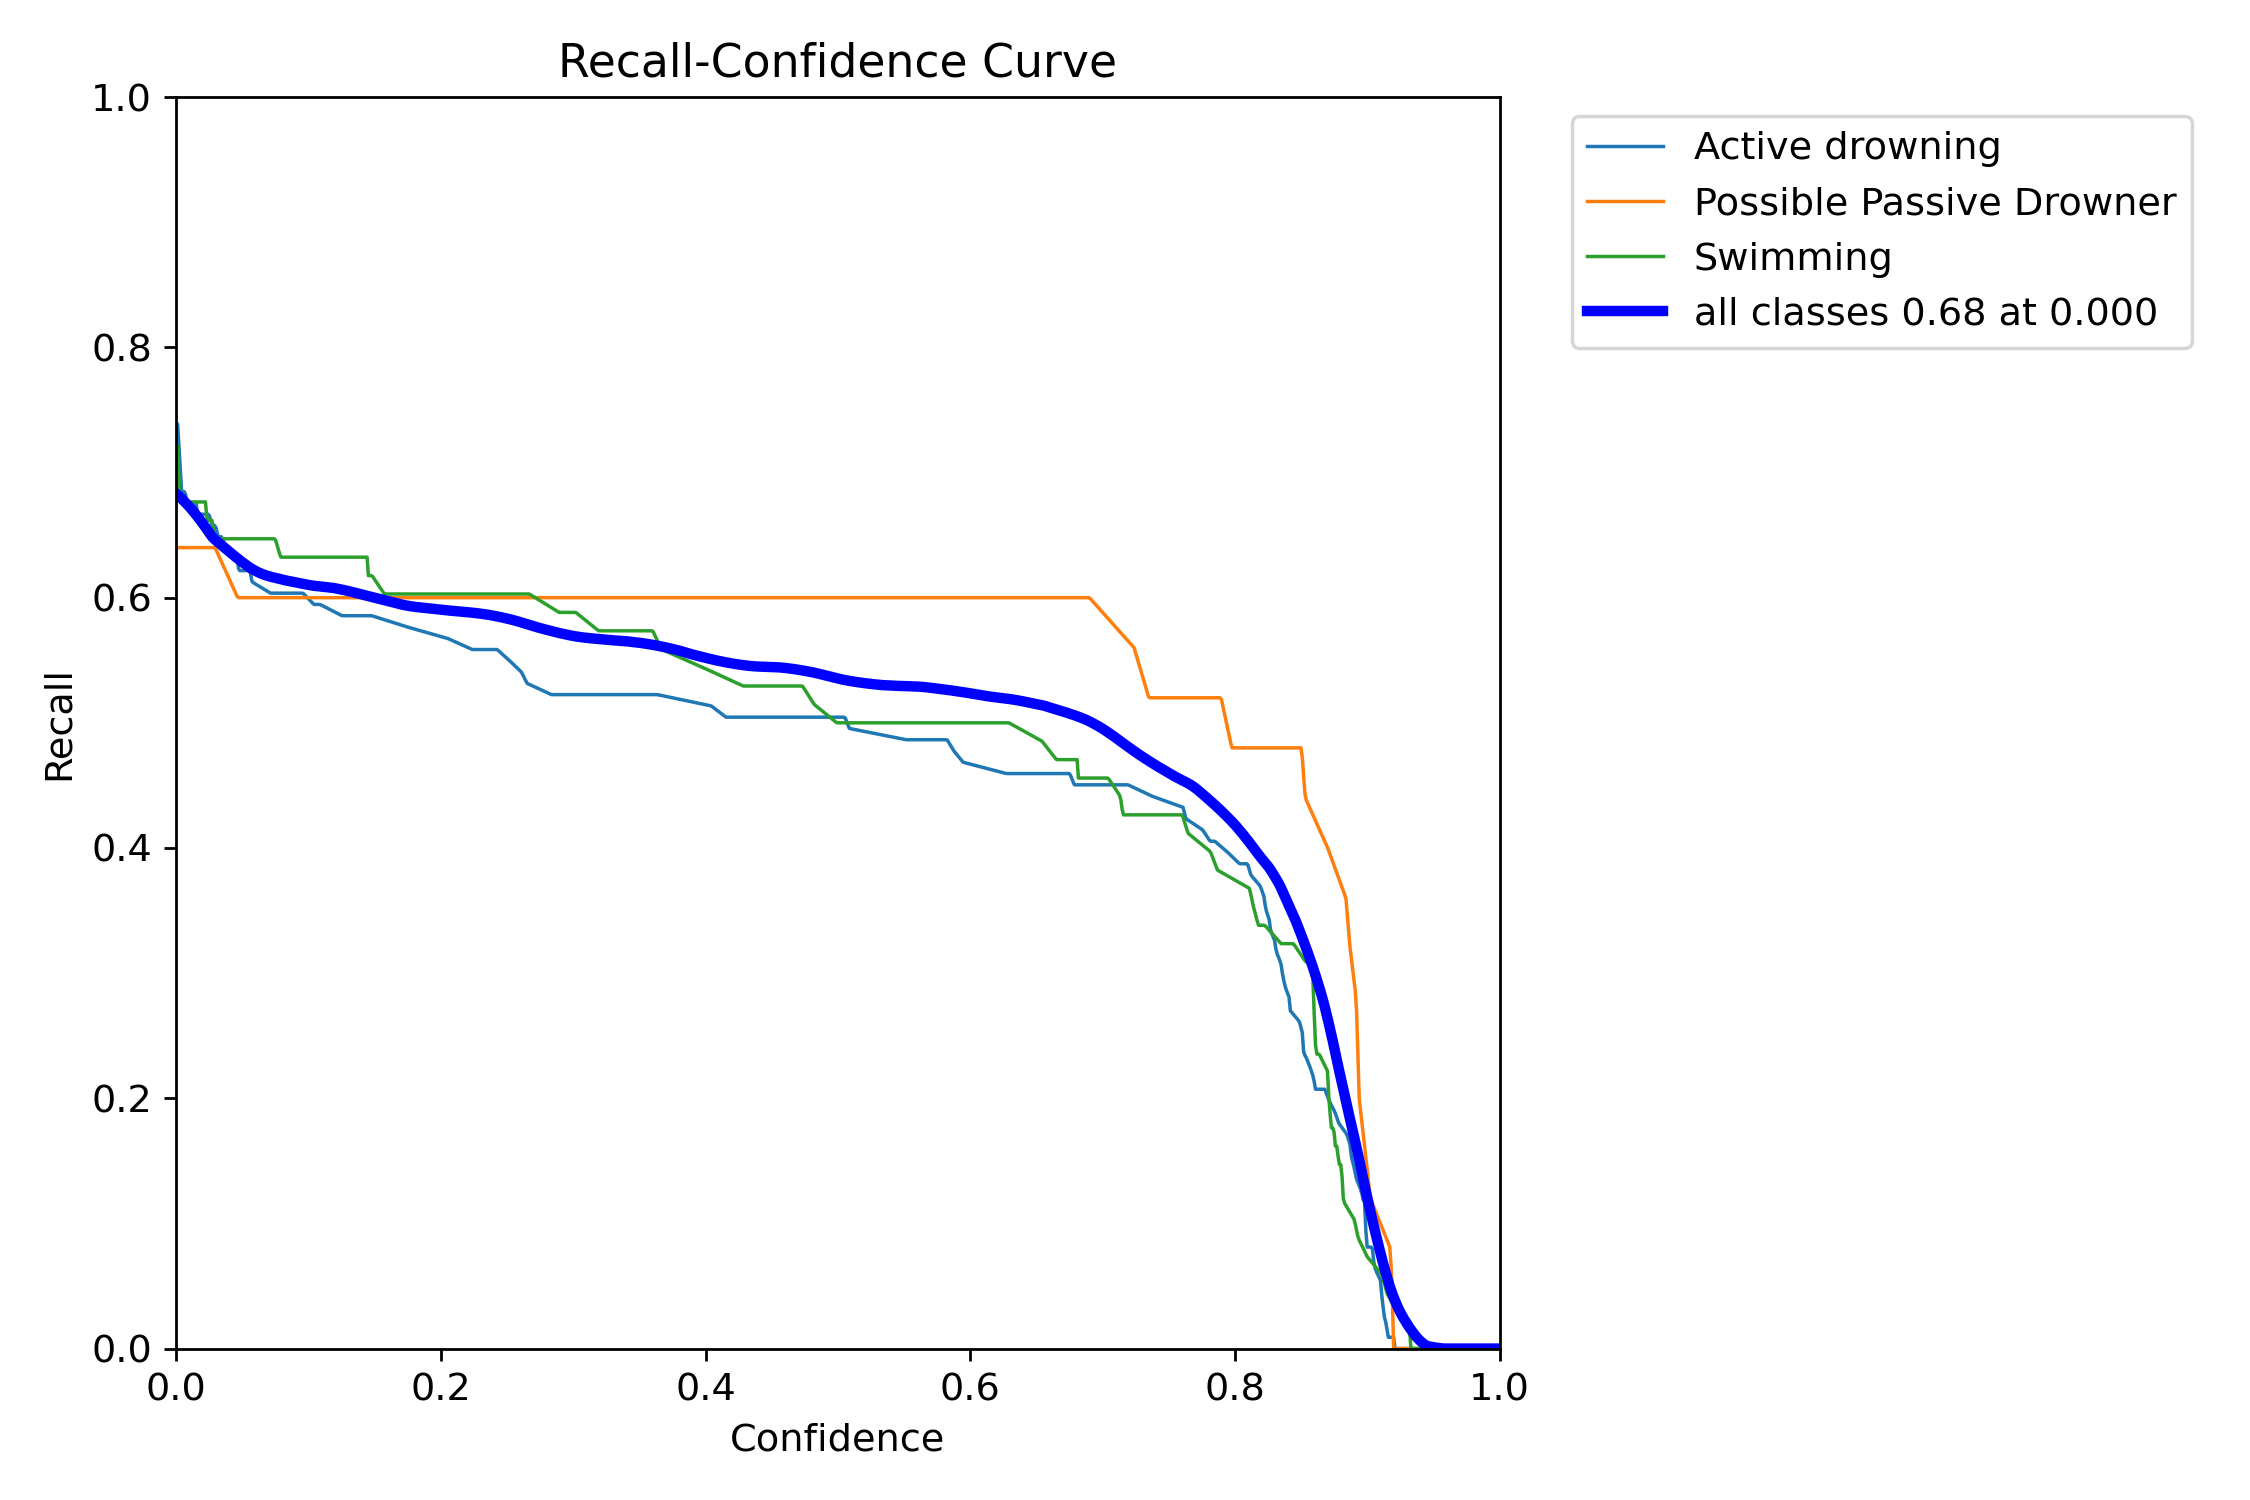 Recall-Confidence Curve
1.0
0.8
0.6
0.4
0.2
0.0
Recall
0.0 0.2 0.4 0.6 0.8 1.0
Confidence
Active drowning
Possible Passive Drowner
Swimming
all classes 0.68 at 0.000